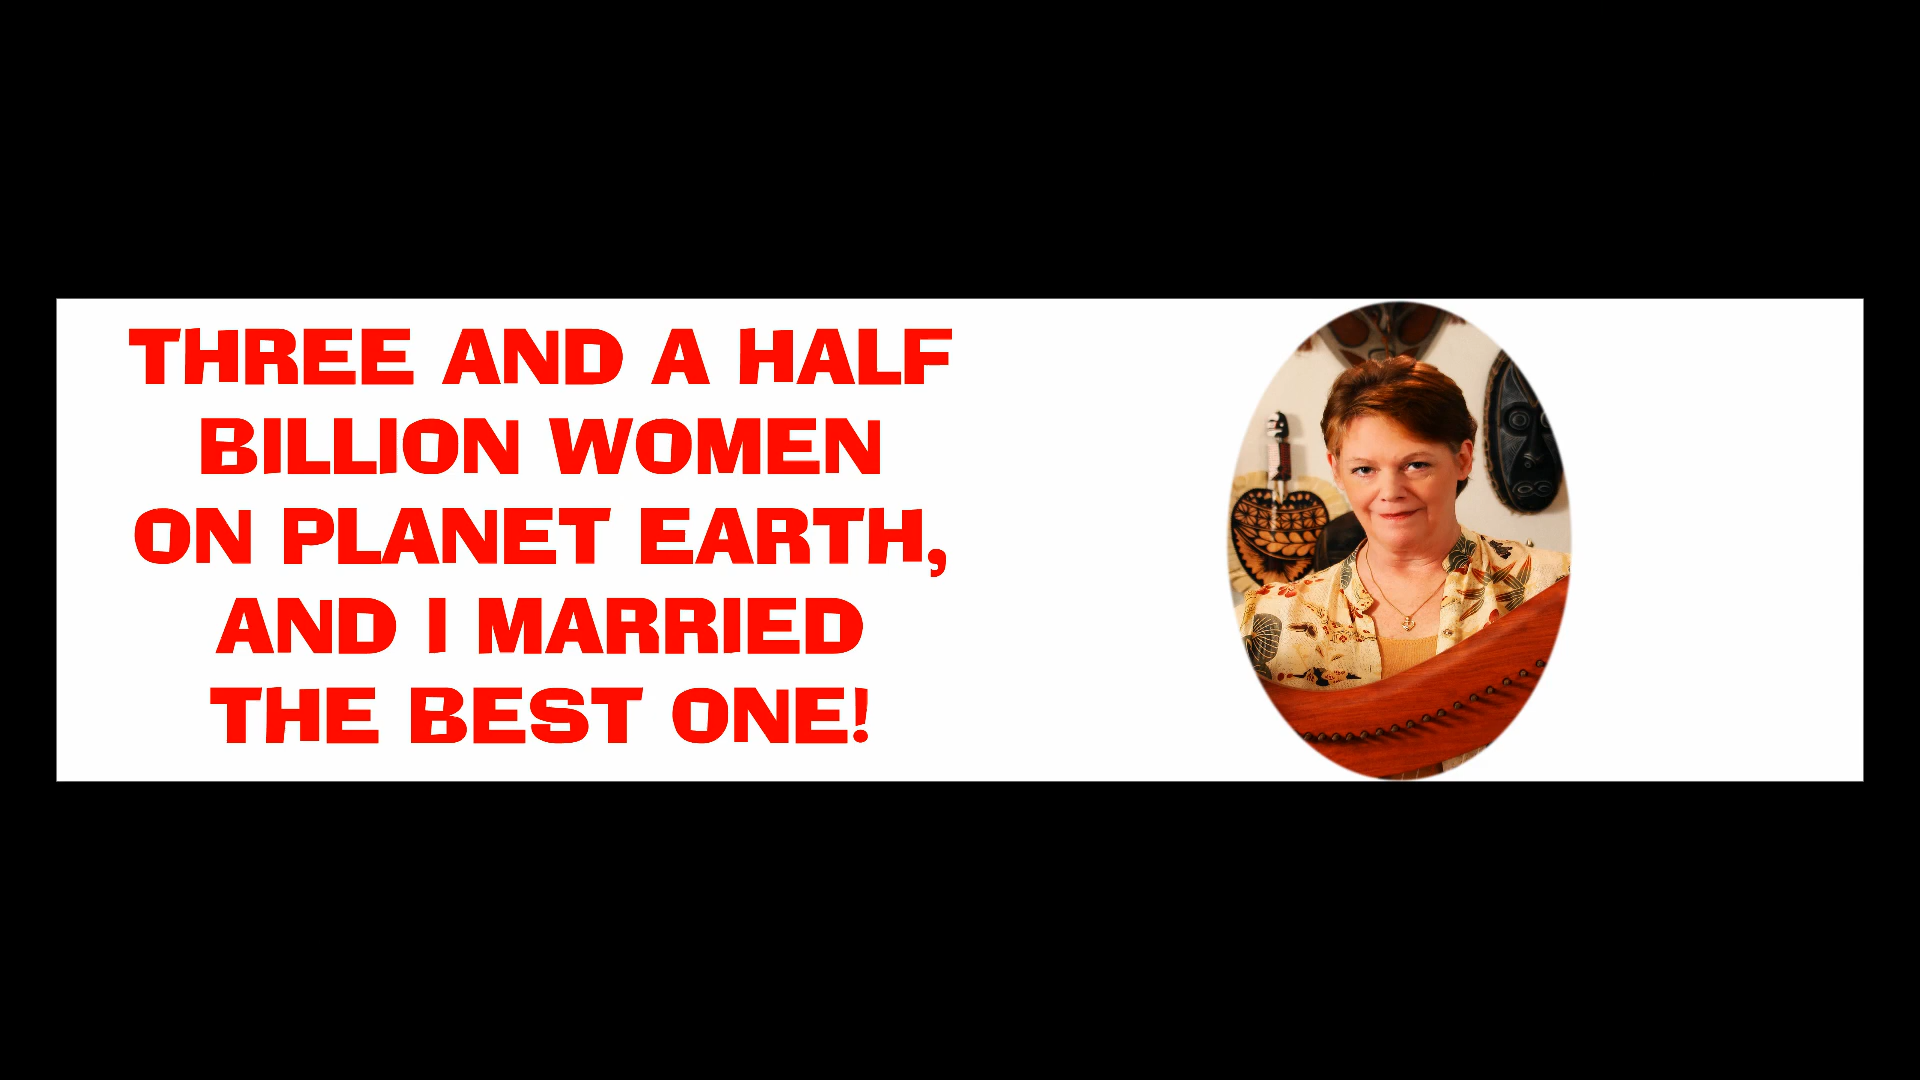 THREE AND A HALF
BILLION WOMEN
ON PLANET EARTH,
AND I MARRIED
THE BEST ONE!